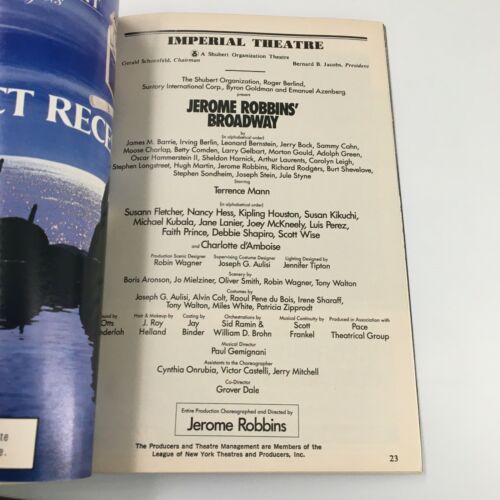 CT RECE
te
e.
IMPERIAL THEATRE
A Shubert Organization Theatre
Gerald Schoenfeld, Chairman Bernard B. Jacobs, President
The Shubert Organization, Roger Berlind,
Suntory International Corp., Byron Goldman and Emanuel Azenberg
present
JEROME ROBBINS'
BROADWAY
by
(in alphabetical order)
James M. Barrie, Irving Berlin, Leonard Bernstein, Jerry Bock, Sammy Cahn,
Moose Charlap, Betty Comden, Larry Gelbart, Morton Gould, Adolph Green,
Oscar Hammerstein II, Sheldon Harnick, Arthur Laurents, Carolyn Leigh,
Stephen Longstreet, Hugh Martin, Jerome Robbins, Richard Rodgers, Burt Shevelove,
Stephen Sondheim, Joseph Stein, Jule Styne
Starring
Terrence Mann
(in alphabetical order)
Susann Fletcher, Nancy Hess, Kipling Houston, Susan Kikuchi,
Michael Kubala, Jane Lanier, Joey McKneely, Luis Perez,
Faith Prince, Debbie Shapiro, Scott Wise
and Charlotte d'Amboise
Production Scenic Designer Supervising Costume Designer Lighting Designed by
Robin Wagner Joseph G. Aulisi Jennifer Tipton
Scenery by
Boris Aronson, Jo Mielziner, Oliver Smith, Robin Wagner, Tony Walton
Costumes by
Joseph G. Aulisi, Alvin Colt, Raoul Pene du Bois, Irene Sharaff,
Tony Walton, Miles White, Patricia Zipprodt
ound by Hair & Makeup by Casting by Orchestrations by Musical Continuity by Produced in Association with
Otts J. Roy Jay Sid Ramin & Scott Pace
nderloh Helland Binder William D. Brohn Frankel Theatrical Group
Musical Director
Paul Gemignani
Assistants to the Choreographer
Cynthia Onrubia, Victor Castelli, Jerry Mitchell
Co-Director
Grover Dale
Entire Production Choreographed and Directed by
Jerome Robbins
The Producers and Theatre Management are Members of the
League of New York Theatres and Producers, Inc.
23